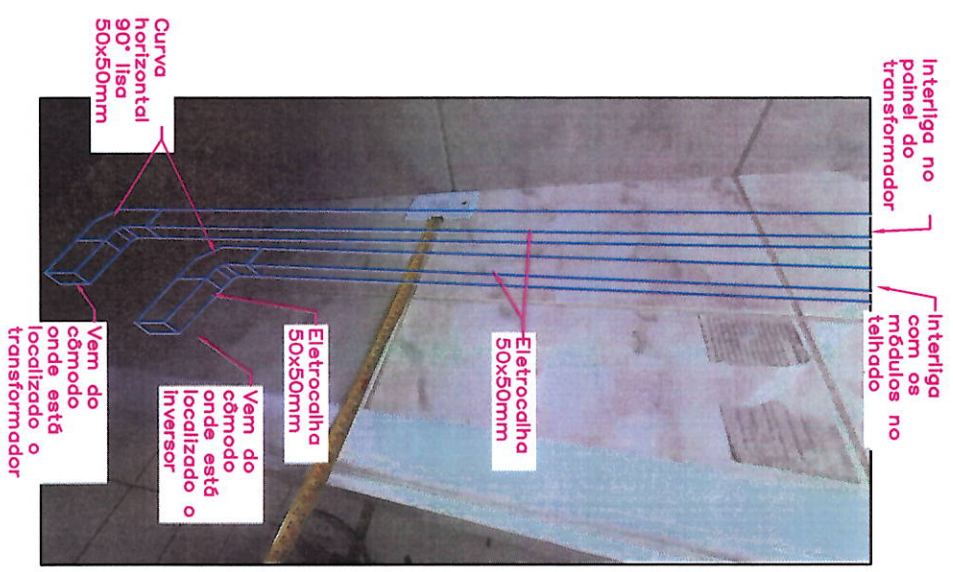 Interliga no
painel do
transformador
Interliga
com os
módulos no
telhado
Eletrocalha
50x50mm
Eletrocalha
50x50mm
Vem do
cômodo
onde está
localizado o
inversor
Vem do
cômodo
onde está
localizado o
transformador
Curva
horizontal
90° lisa
50x50mm